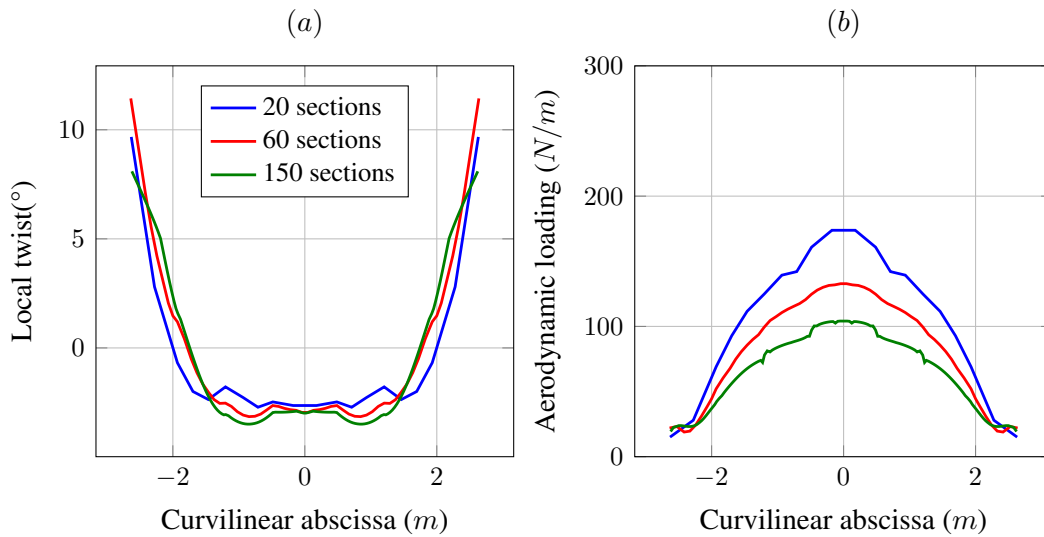 (a)
(b)
Local twist(°)
10
5
0
20 sections
60 sections
150 sections
−2
0
2
Curvilinear abscissa (m)
Aerodynamic loading (N/m)
300
200
100
0
−2
0
2
Curvilinear abscissa (m)